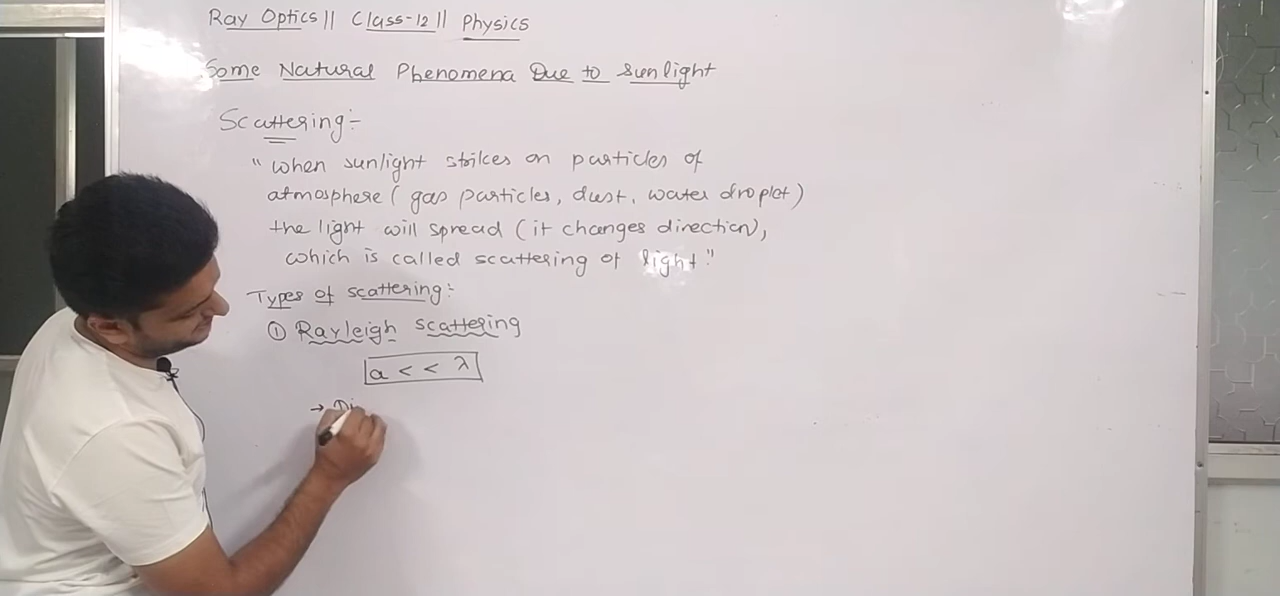 Ray Optics || Class-12 || Physics
Some Natural Phenomena Due to Sunlight
Scattering:-
"when sunlight strikes on particles of
atmosphere ( gas particles, dust, water droplet)
the light will spread (it changes direction),
which is called scattering of light."
Types of scattering:-
① Rayleigh scattering
a < < λ
→ Di